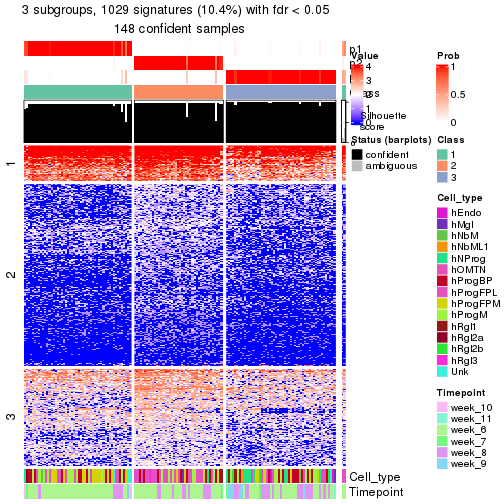 3 subgroups, 1029 signatures (10.4%) with fdr < 0.05
148 confident samples
p1
p2
Value
4
3
2
1
0
Silhouette
score
Prob
1
0.5
0
Status (barplots)
confident
ambiguous
Class
1
2
3
1
2
3
Cell_type
hEndo
hMgl
hNbM
hNbML1
hNProg
hOMTN
hProgBP
hProgFPL
hProgFPM
hProgM
hRgl1
hRgl2a
hRgl2b
hRgl3
Unk
Timepoint
week_10
week_11
week_6
week_7
week_8
week_9
Cell_type
Timepoint